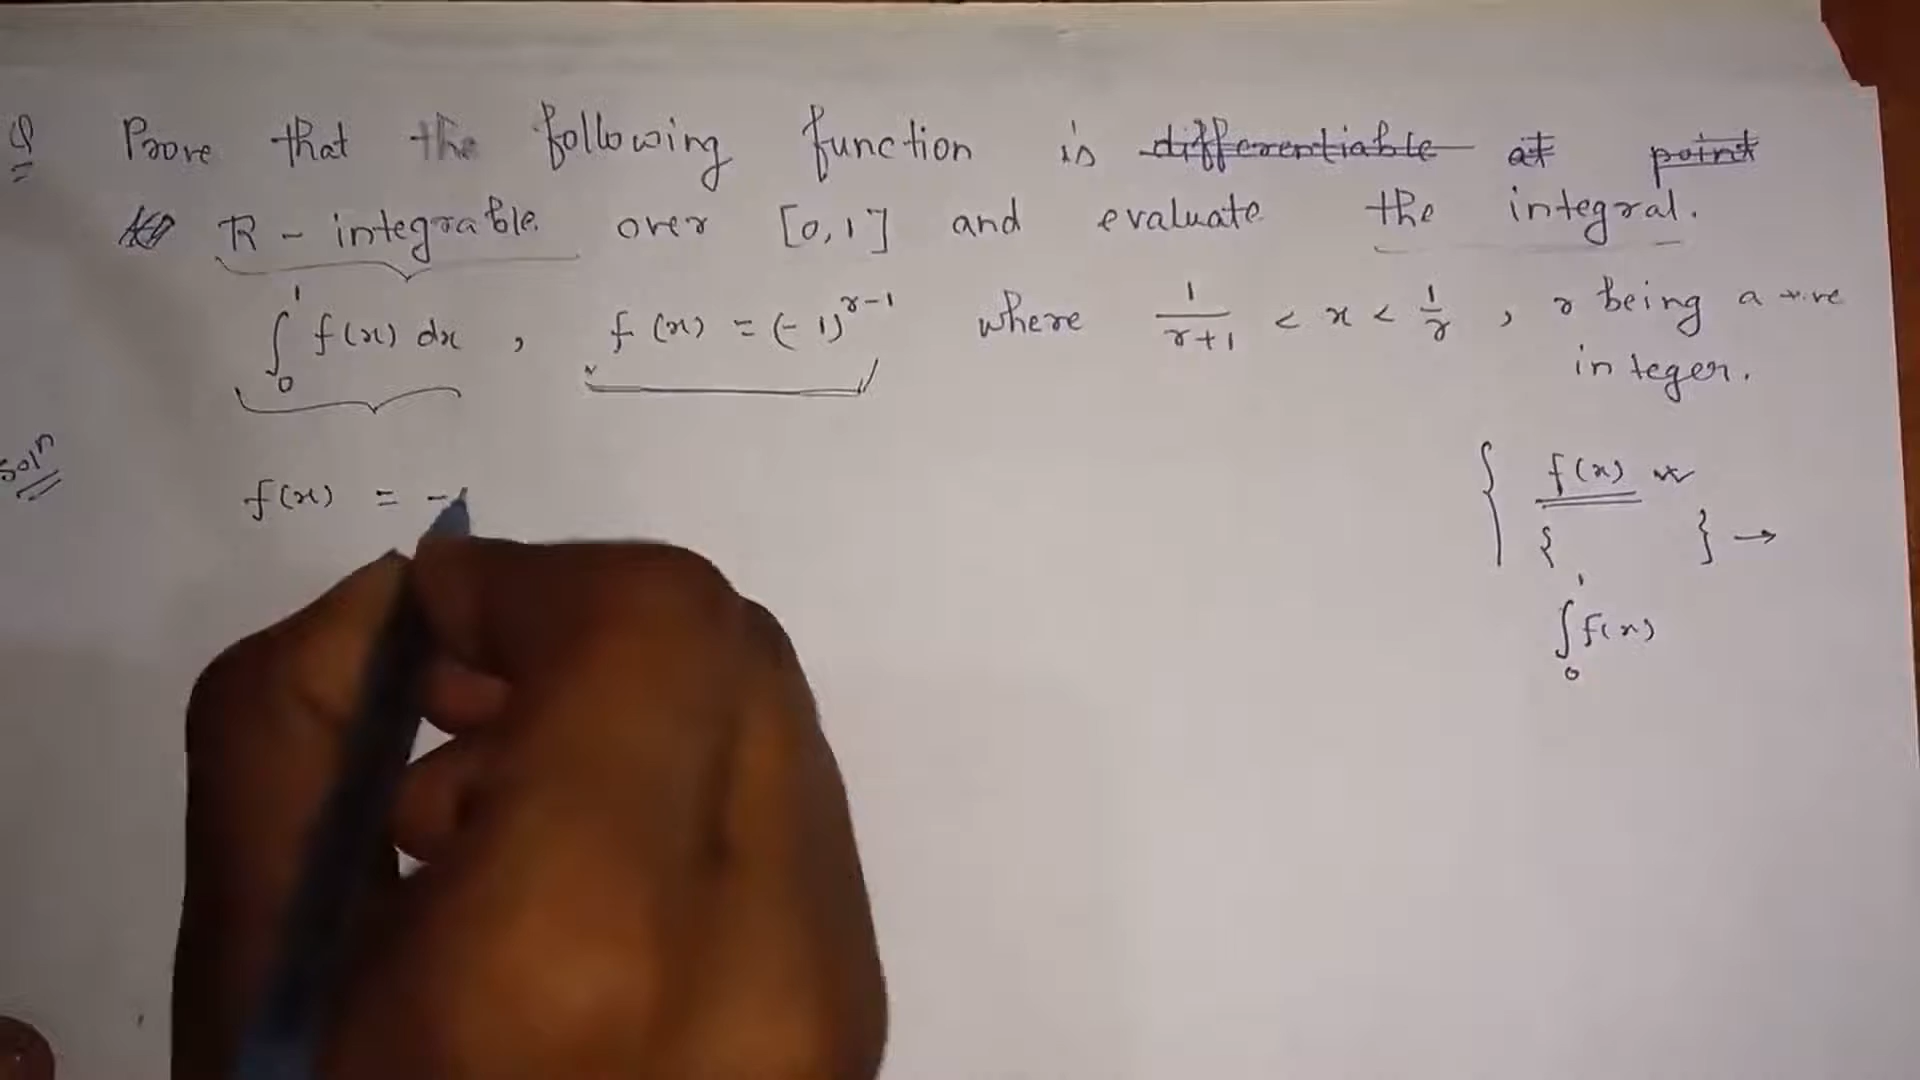 Q Prove that the following function is differentiable at point
R - integrable over [0,1] and evaluate the integral.
∫₀¹ f(x) dx , f(x) = (-1)^(r-1) where 1/(r+1) < x < 1/r , r being a +ive
integer.
Solⁿ
f(x) = -
{ f(x)
{ } →
∫₀¹ f(x)